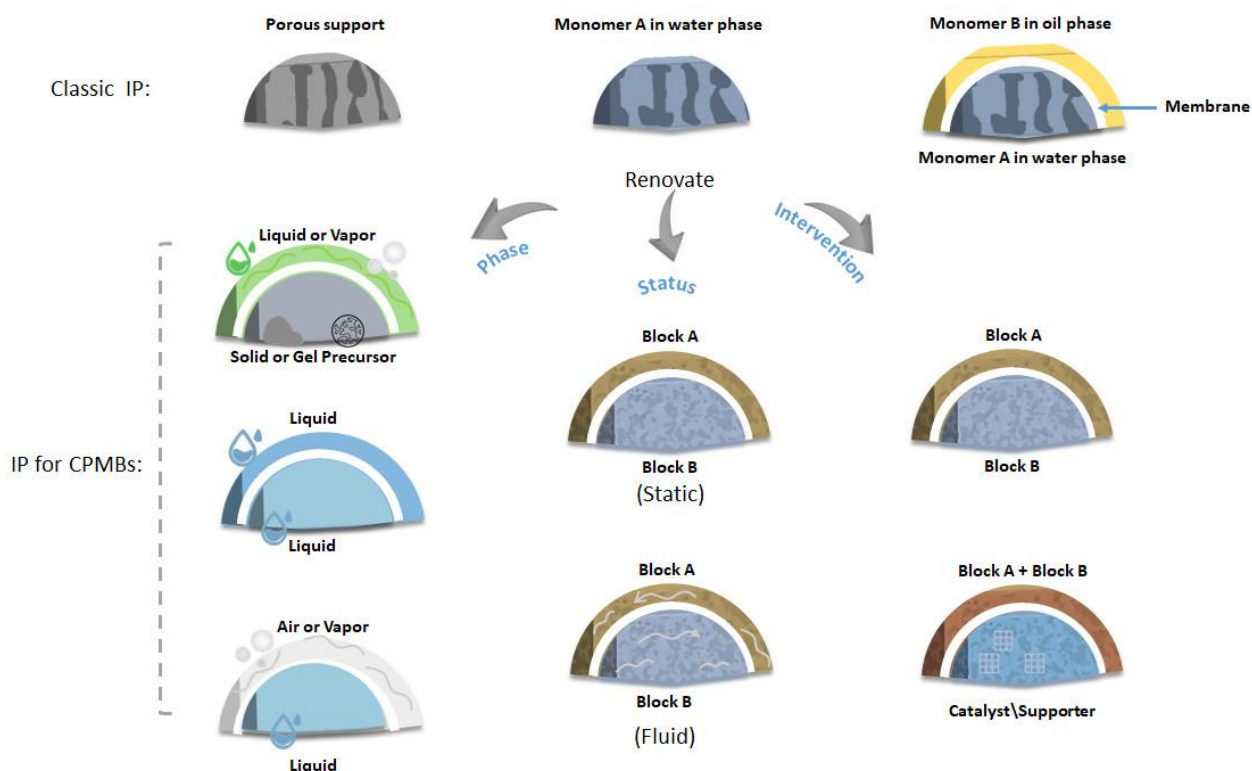 Porous support
Monomer A in water phase
Monomer B in oil phase
Classic IP:
Membrane
Monomer A in water phase
Renovate
Phase
Status
Intervention
Liquid or Vapor
Solid or Gel Precursor
Block A
Block A
IP for CPMBs:
Liquid
Liquid
Block B
(Static)
Block B
Air or Vapor
Liquid
Block A
Block B
(Fluid)
Block A + Block B
Catalyst\Supporter